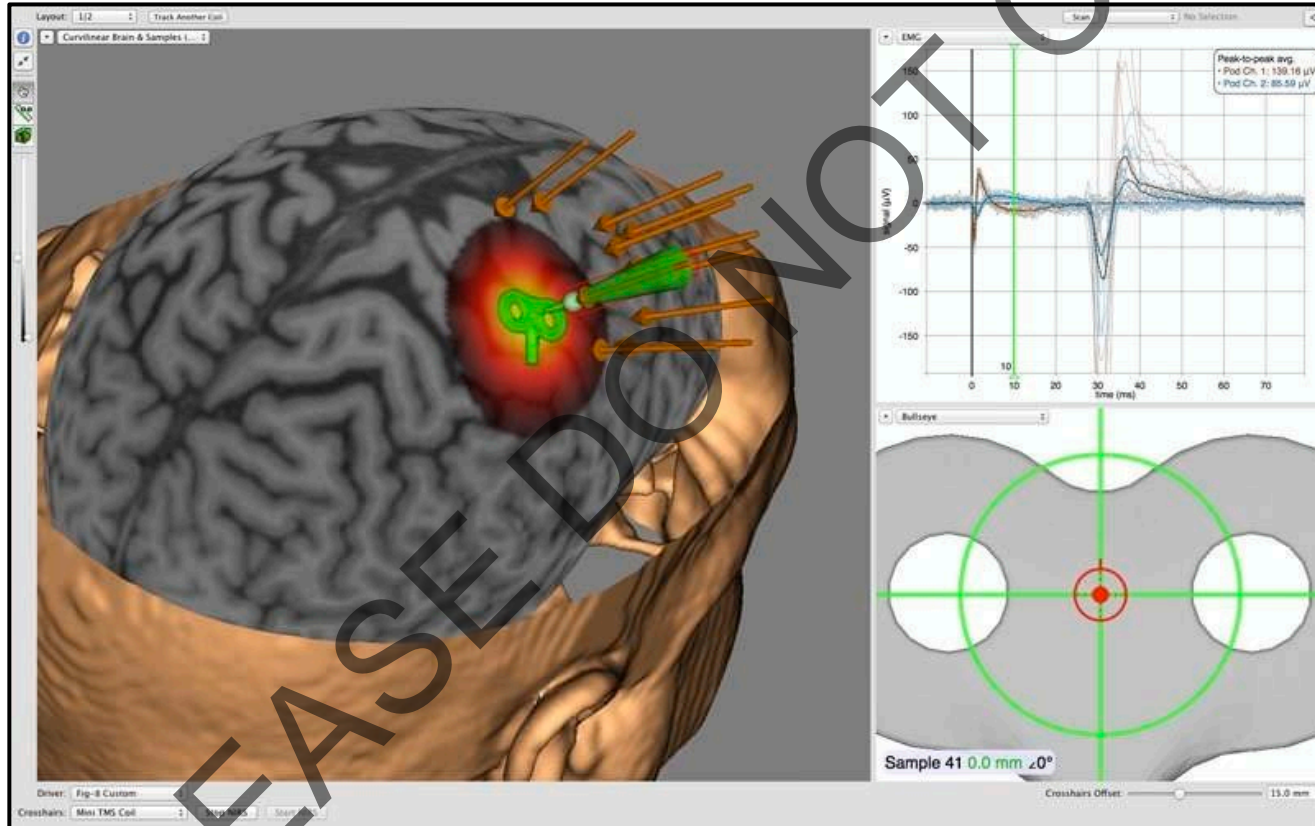 Layout: 1/2
Track Another Coil
Scan
No Selection
Curvilinear Brain & Samples (...
EMG
Peak-to-peak avg.
Pod Ch. 1: 139.16 µV
Pod Ch. 2: 85.59 µV
150
100
50
0
-50
-100
-150
signal (µV)
10
0 10 20 30 40 50 60 70
time (ms)
Bullseye
Sample 41 0.0 mm ∠0°
Driver: Fig-8 Custom
Crosshairs Offset: 15.0 mm
Crosshairs: Mini TMS Coil
Stop NIBS
EASE DO NOT